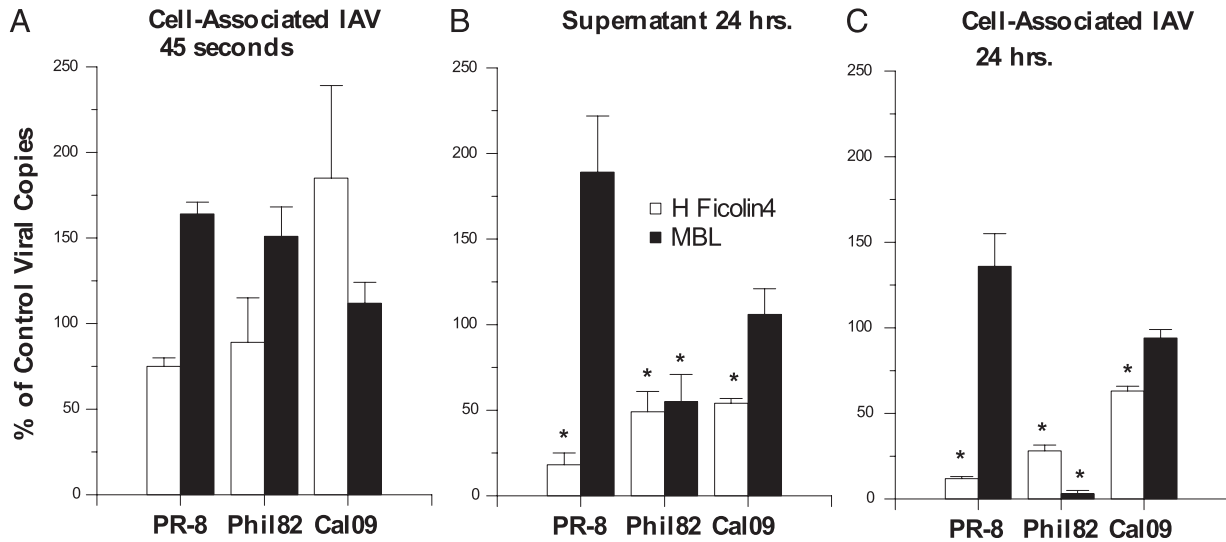 A
Cell-Associated IAV
45 seconds
% of Control Viral Copies
250
200
150
100
50
0
PR-8 Phil82 Cal09
B
Supernatant 24 hrs.
250
200
150
100
50
0
H Ficolin4
MBL
*
*
*
*
PR-8 Phil82 Cal09
C
Cell-Associated IAV
24 hrs.
250
200
150
100
50
0
*
*
*
*
PR-8 Phil82 Cal09